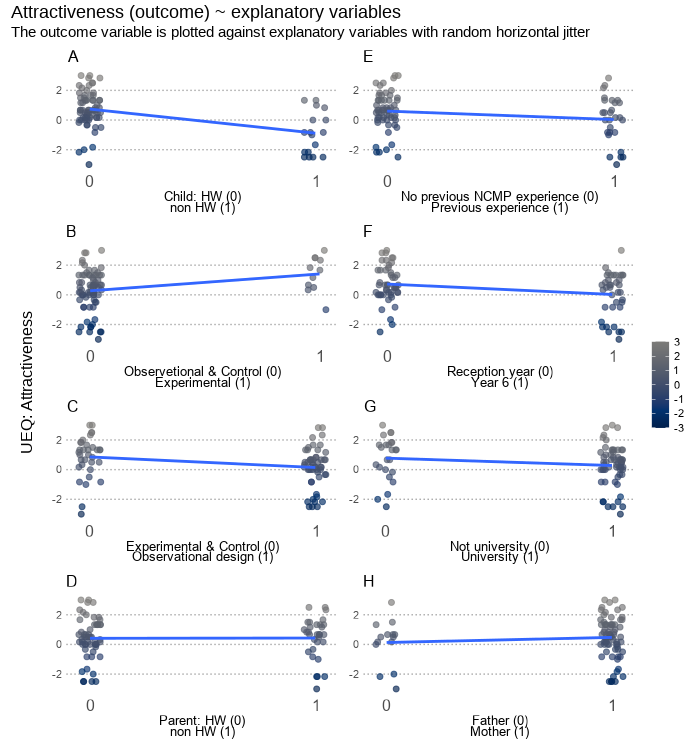 Attractiveness (outcome) ~ explanatory variables
The outcome variable is plotted against explanatory variables with random horizontal jitter
UEQ: Attractiveness
A
2
0
-2
0
1
Child: HW (0)
non HW (1)
E
2
0
-2
0
1
No previous NCMP experience (0)
Previous experience (1)
B
2
0
-2
0
1
Observetional & Control (0)
Experimental (1)
F
2
0
-2
0
1
Reception year (0)
Year 6 (1)
C
2
0
-2
0
1
Experimental & Control (0)
Observational design (1)
G
2
0
-2
0
1
Not university (0)
University (1)
D
2
0
-2
0
1
Parent: HW (0)
non HW (1)
H
2
0
-2
0
1
Father (0)
Mother (1)
3
2
1
0
-1
-2
-3